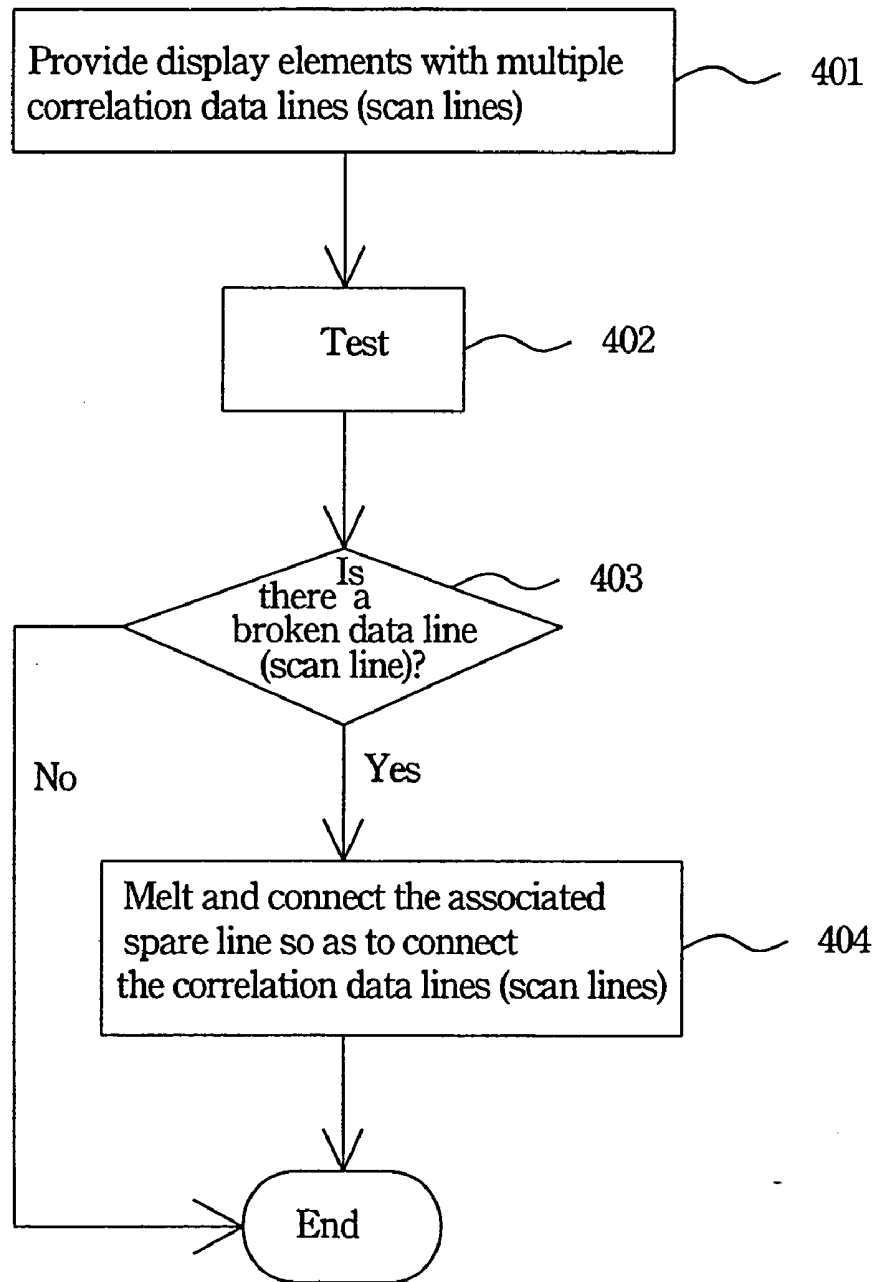 Provide display elements with multiple
correlation data lines (scan lines)
401
Test
402
Is
there a
broken data line
(scan line)?
403
No
Yes
Melt and connect the associated
spare line so as to connect
the correlation data lines (scan lines)
404
End